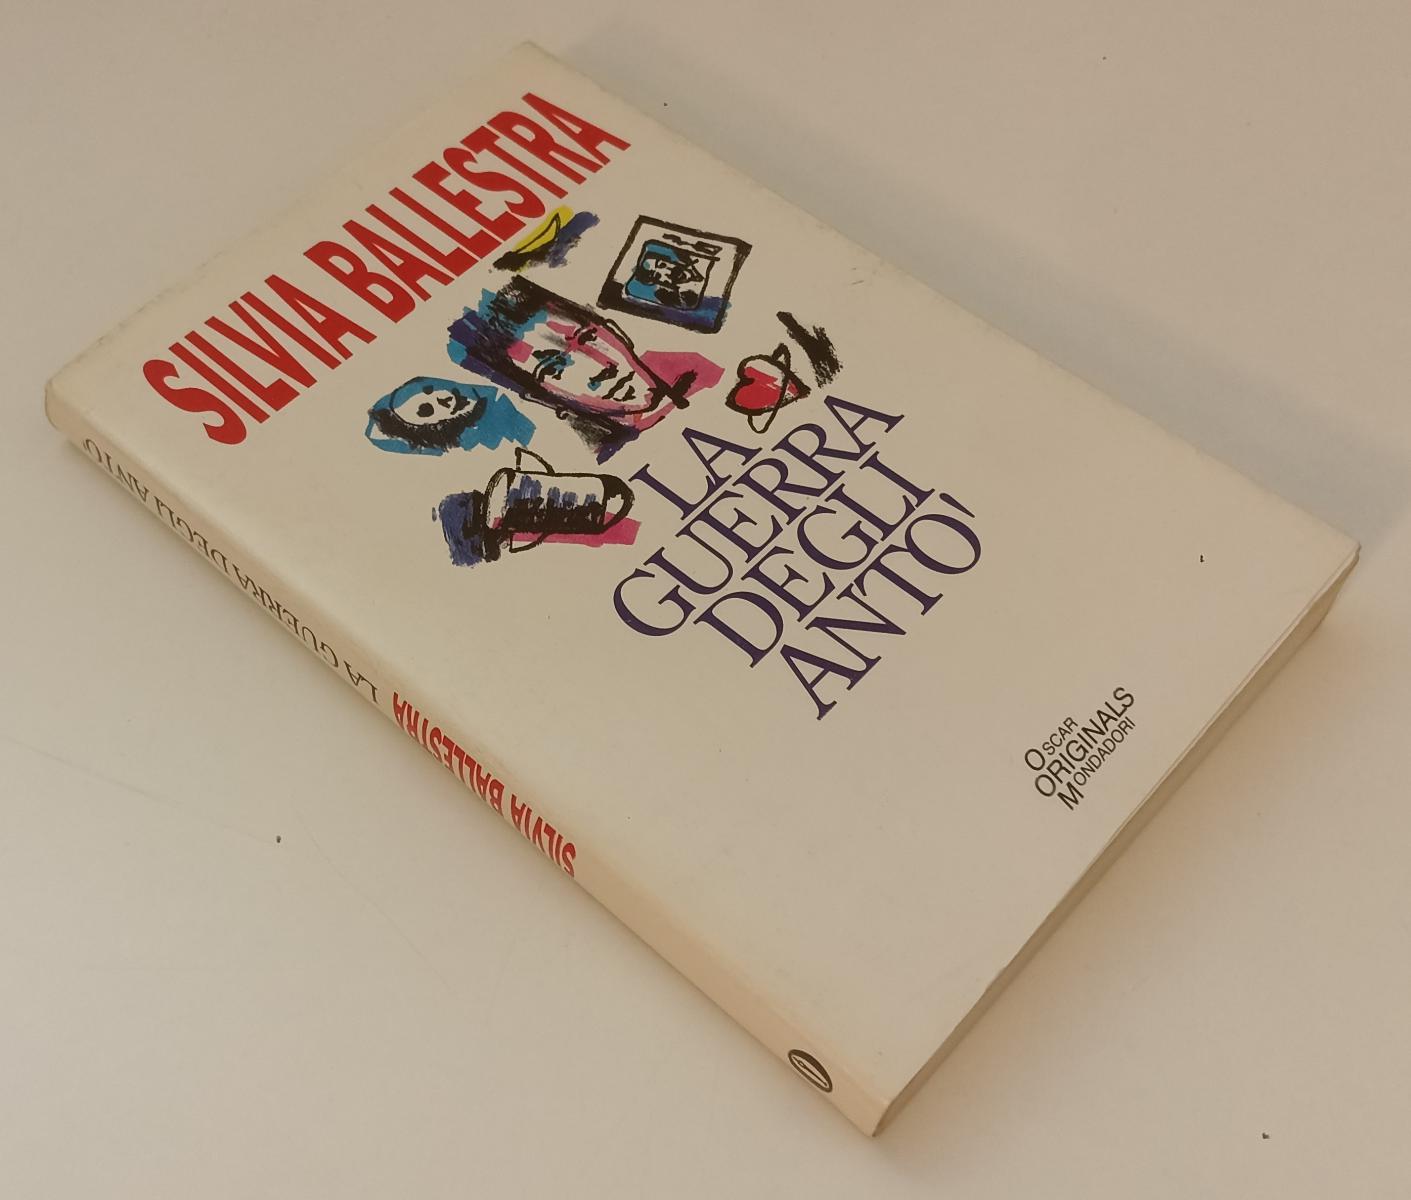 SILVIA BALLESTRA
LA
GUERRA
DEGLI
ANTO'
OSCAR
ORIGINALS
MONDADORI
SILVIA BALLESTRA LA GUERRA DEGLI ANTO'